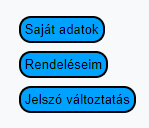 Saját adatok
Rendeléseim
Jelszó változtatás